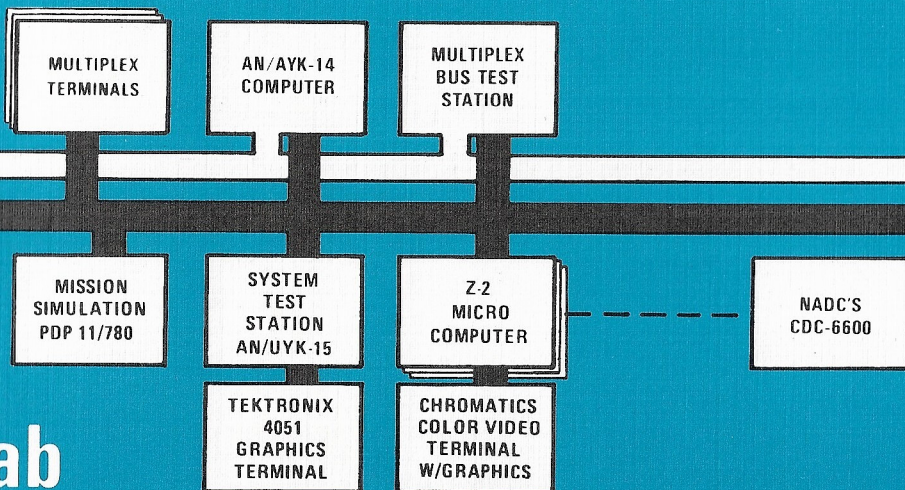 MULTIPLEX
TERMINALS
AN/AYK-14
COMPUTER
MULTIPLEX
BUS TEST
STATION
MISSION
SIMULATION
PDP 11/780
SYSTEM
TEST
STATION
AN/UYK-15
Z-2
MICRO
COMPUTER
NADC'S
CDC-6600
TEKTRONIX
4051
GRAPHICS
TERMINAL
CHROMATICS
COLOR VIDEO
TERMINAL
W/GRAPHICS
ab